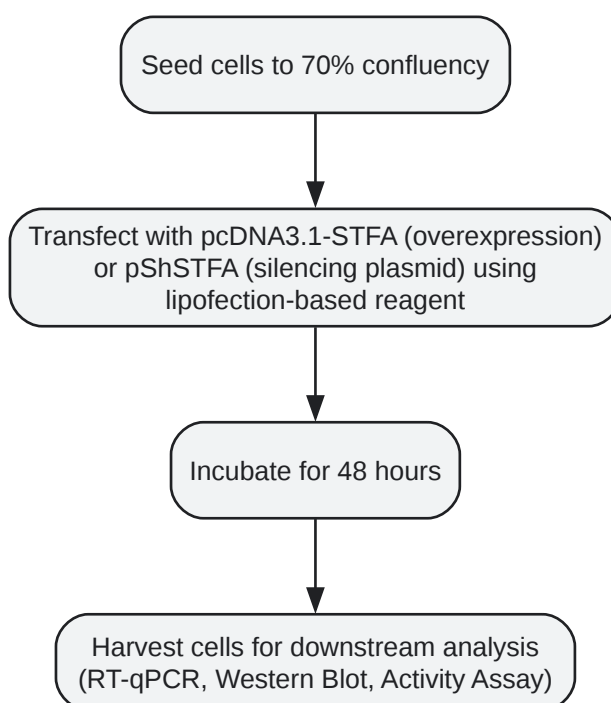 Seed cells to 70% confluency
Transfect with pcDNA3.1-STFA (overexpression)
or pShSTFA (silencing plasmid) using
lipofection-based reagent
Incubate for 48 hours
Harvest cells for downstream analysis
(RT-qPCR, Western Blot, Activity Assay)